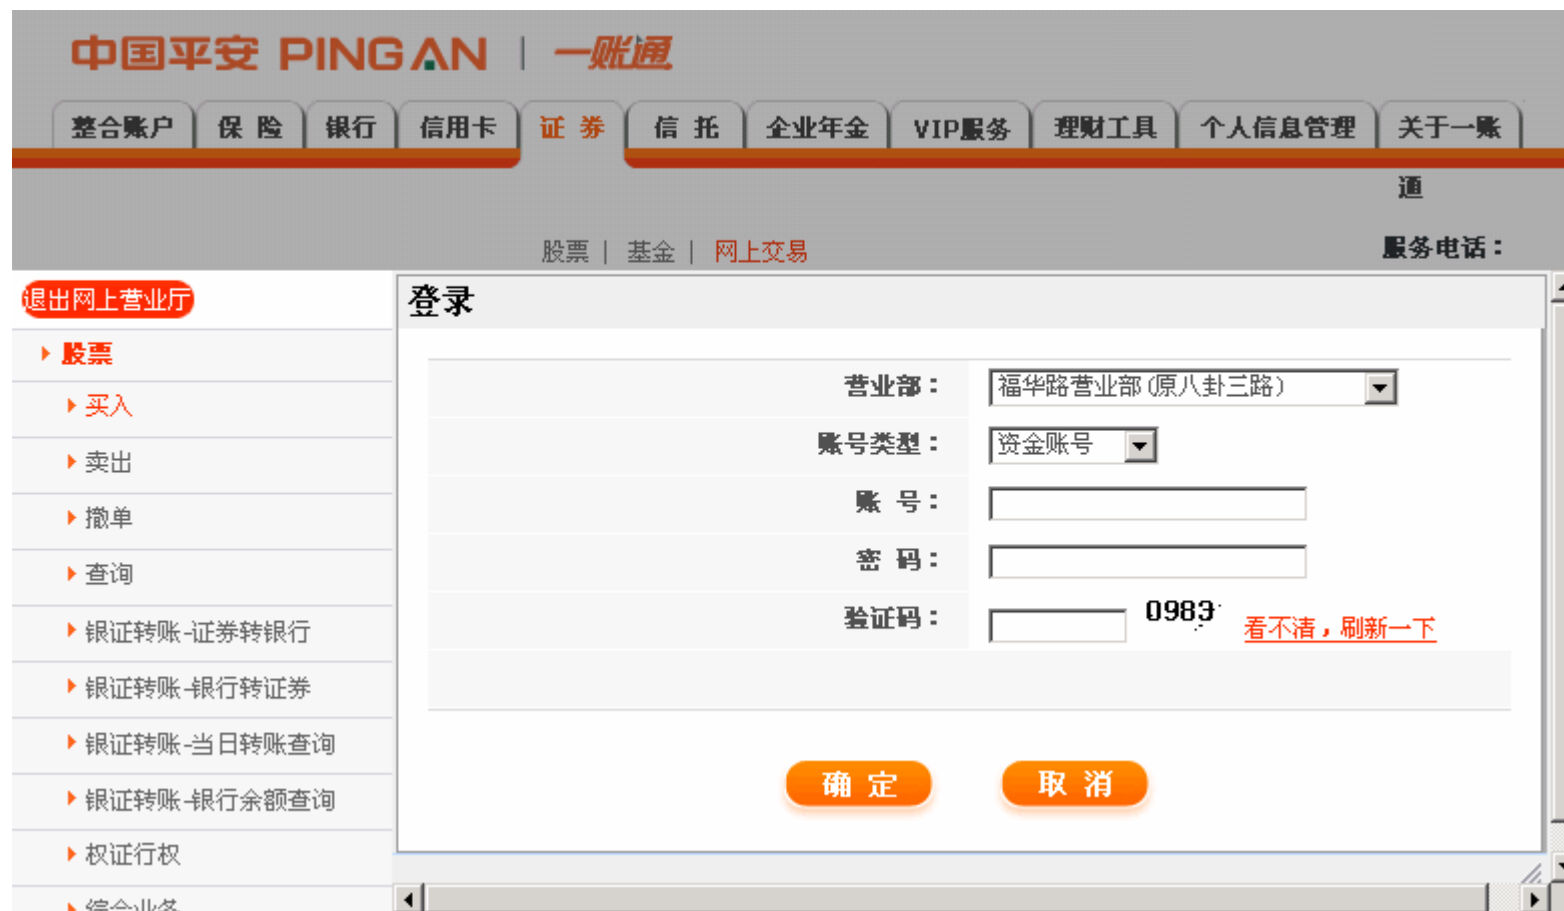 中国平安 PING AN | 一账通
整合账户 保 险 银行 信用卡 证 券 信 托 企业年金 VIP服务 理财工具 个人信息管理 关于一账
通
股票 | 基金 | 网上交易 服务电话：
退出网上营业厅
登录
股票
营业部： 福华路营业部(原八卦三路)
买入
账号类型： 资金账号
卖出
账 号：
撤单
密 码：
查询
验证码： 0983 看不清，刷新一下
银证转账-证券转银行
银证转账-银行转证券
银证转账-当日转账查询
银证转账-银行余额查询
确 定 取 消
权证行权
综合业务